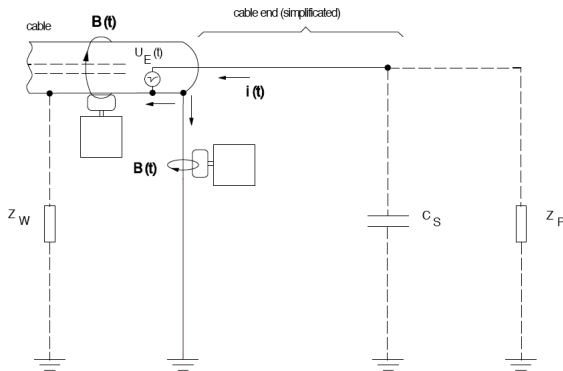 cable end (simplificated)
cable
B(t)
U E (t)
i(t)
B(t)
Z W
C S
Z P